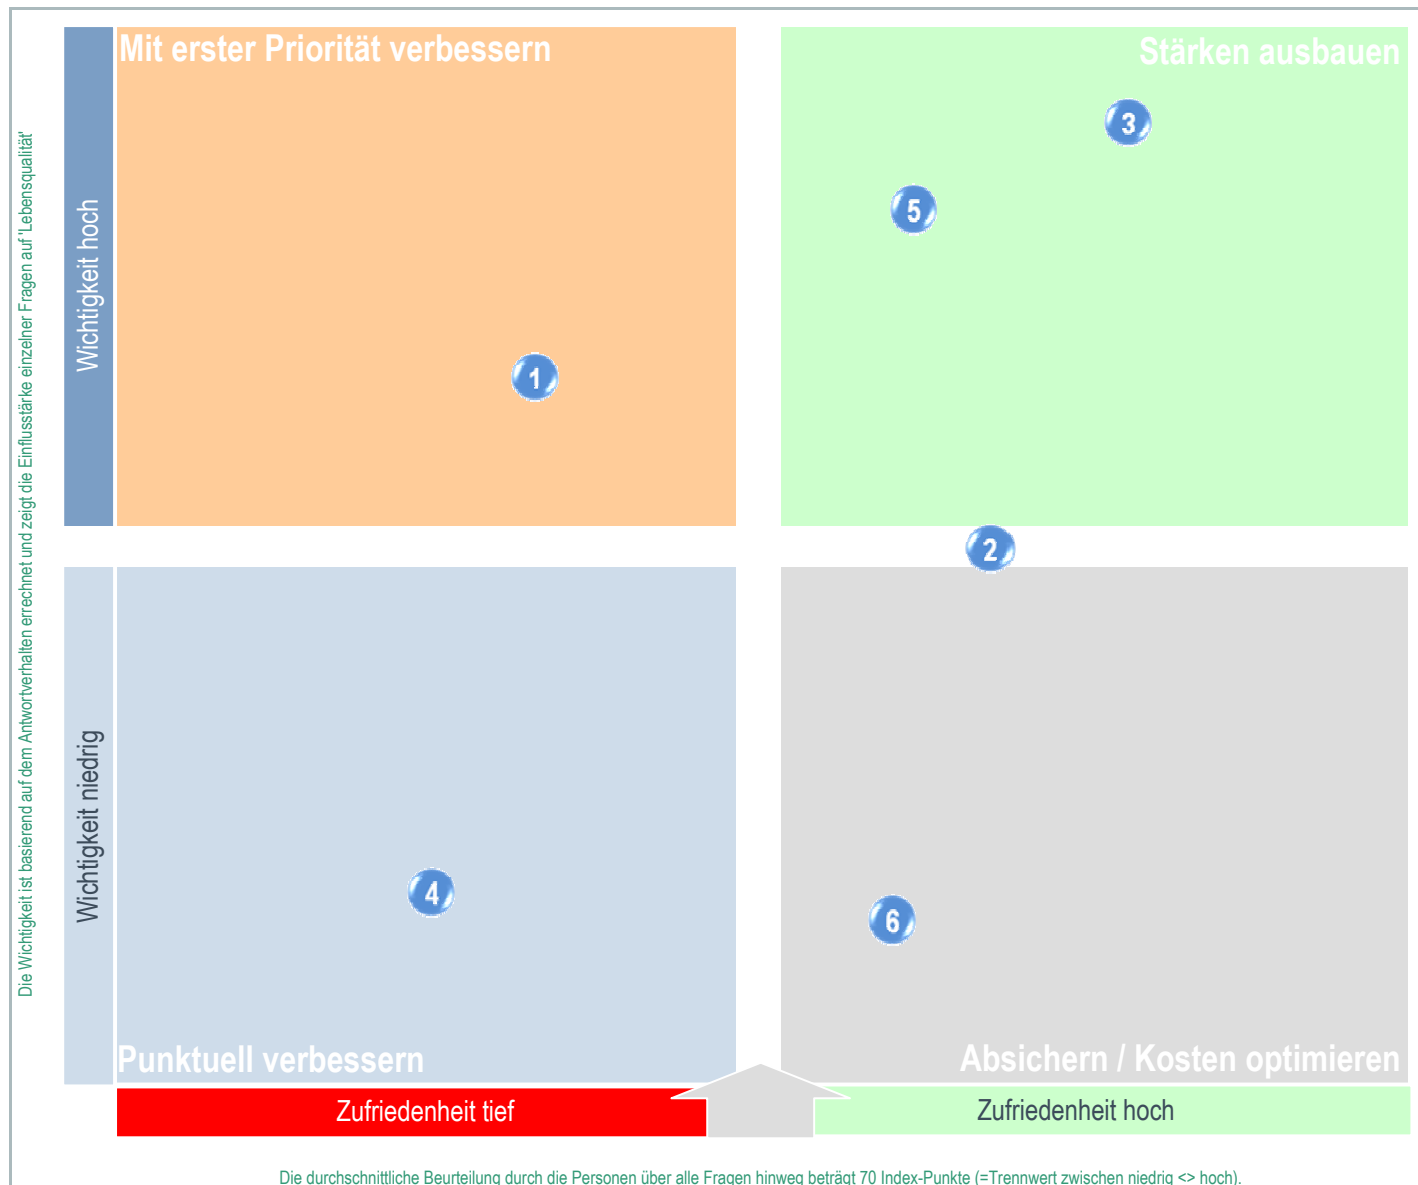 Mit erster Priorität verbessern
Stärken ausbauen
3
5
1
2
4
6
Punktuell verbessern
Absichern / Kosten optimieren
Wichtigkeit hoch
Wichtigkeit niedrig
Die Wichtigkeit ist basierend auf dem Antwortverhalten errechnet und zeigt die Einflusstärke einzelner Fragen auf 'Lebensqualität'
Zufriedenheit tief
Zufriedenheit hoch
Die durchschnittliche Beurteilung durch die Personen über alle Fragen hinweg beträgt 70 Index-Punkte (=Trennwert zwischen niedrig <> hoch).